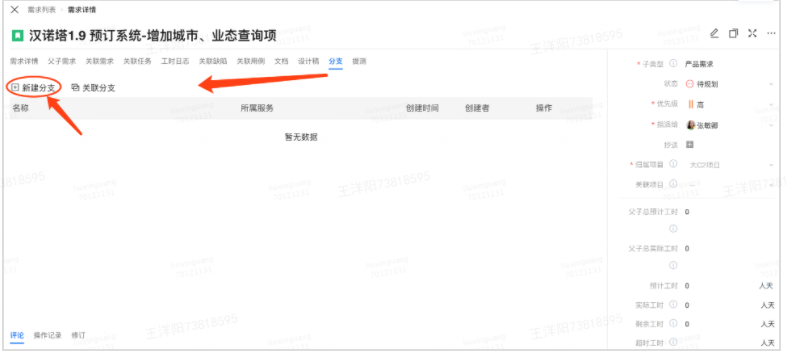 需求列表 / 需求详情
汉诺塔1.9 预订系统-增加城市、业态查询项
需求详情 父子需求 关联需求 关联任务 工时日志 关联缺陷 关联用例 文档 设计稿 分支 提测
新建分支 关联分支
名称 所属服务 创建时间 创建者 操作
暂无数据
评论 操作记录 修订
* 子类型 产品需求
状态 待规划
* 优先级 高
* 报道者 张敏卿
抄送
* 归属项目 大C2项目
关联项目 --
父子总预计工时 0
父子总实际工时 0
预计工时 0 人天
实际工时 0 人天
剩余工时 0 人天
超时工时 0 人天
王洋阳73818695